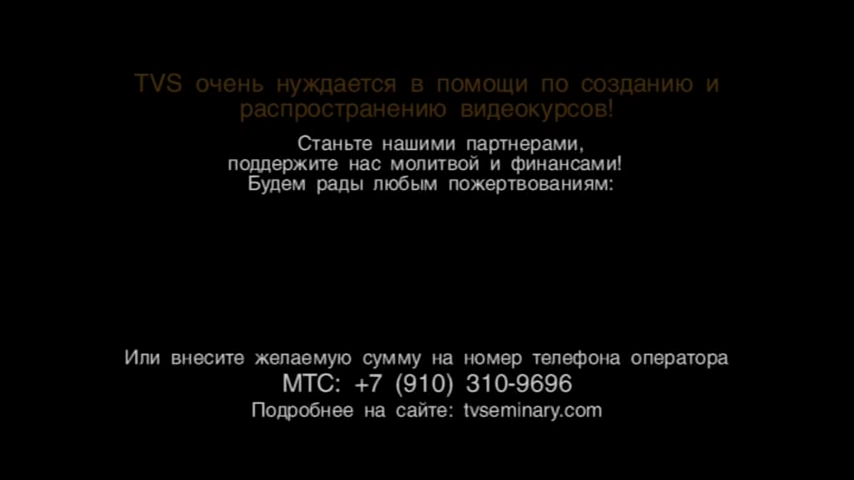 TVS очень нуждается в помощи по созданию и
распространению видеокурсов!
Станьте нашими партнерами,
поддержите нас молитвой и финансами!
Будем рады любым пожертвованиям:
Или внесите желаемую сумму на номер телефона оператора
МТС: +7 (910) 310-9696
Подробнее на сайте: tvseminary.com